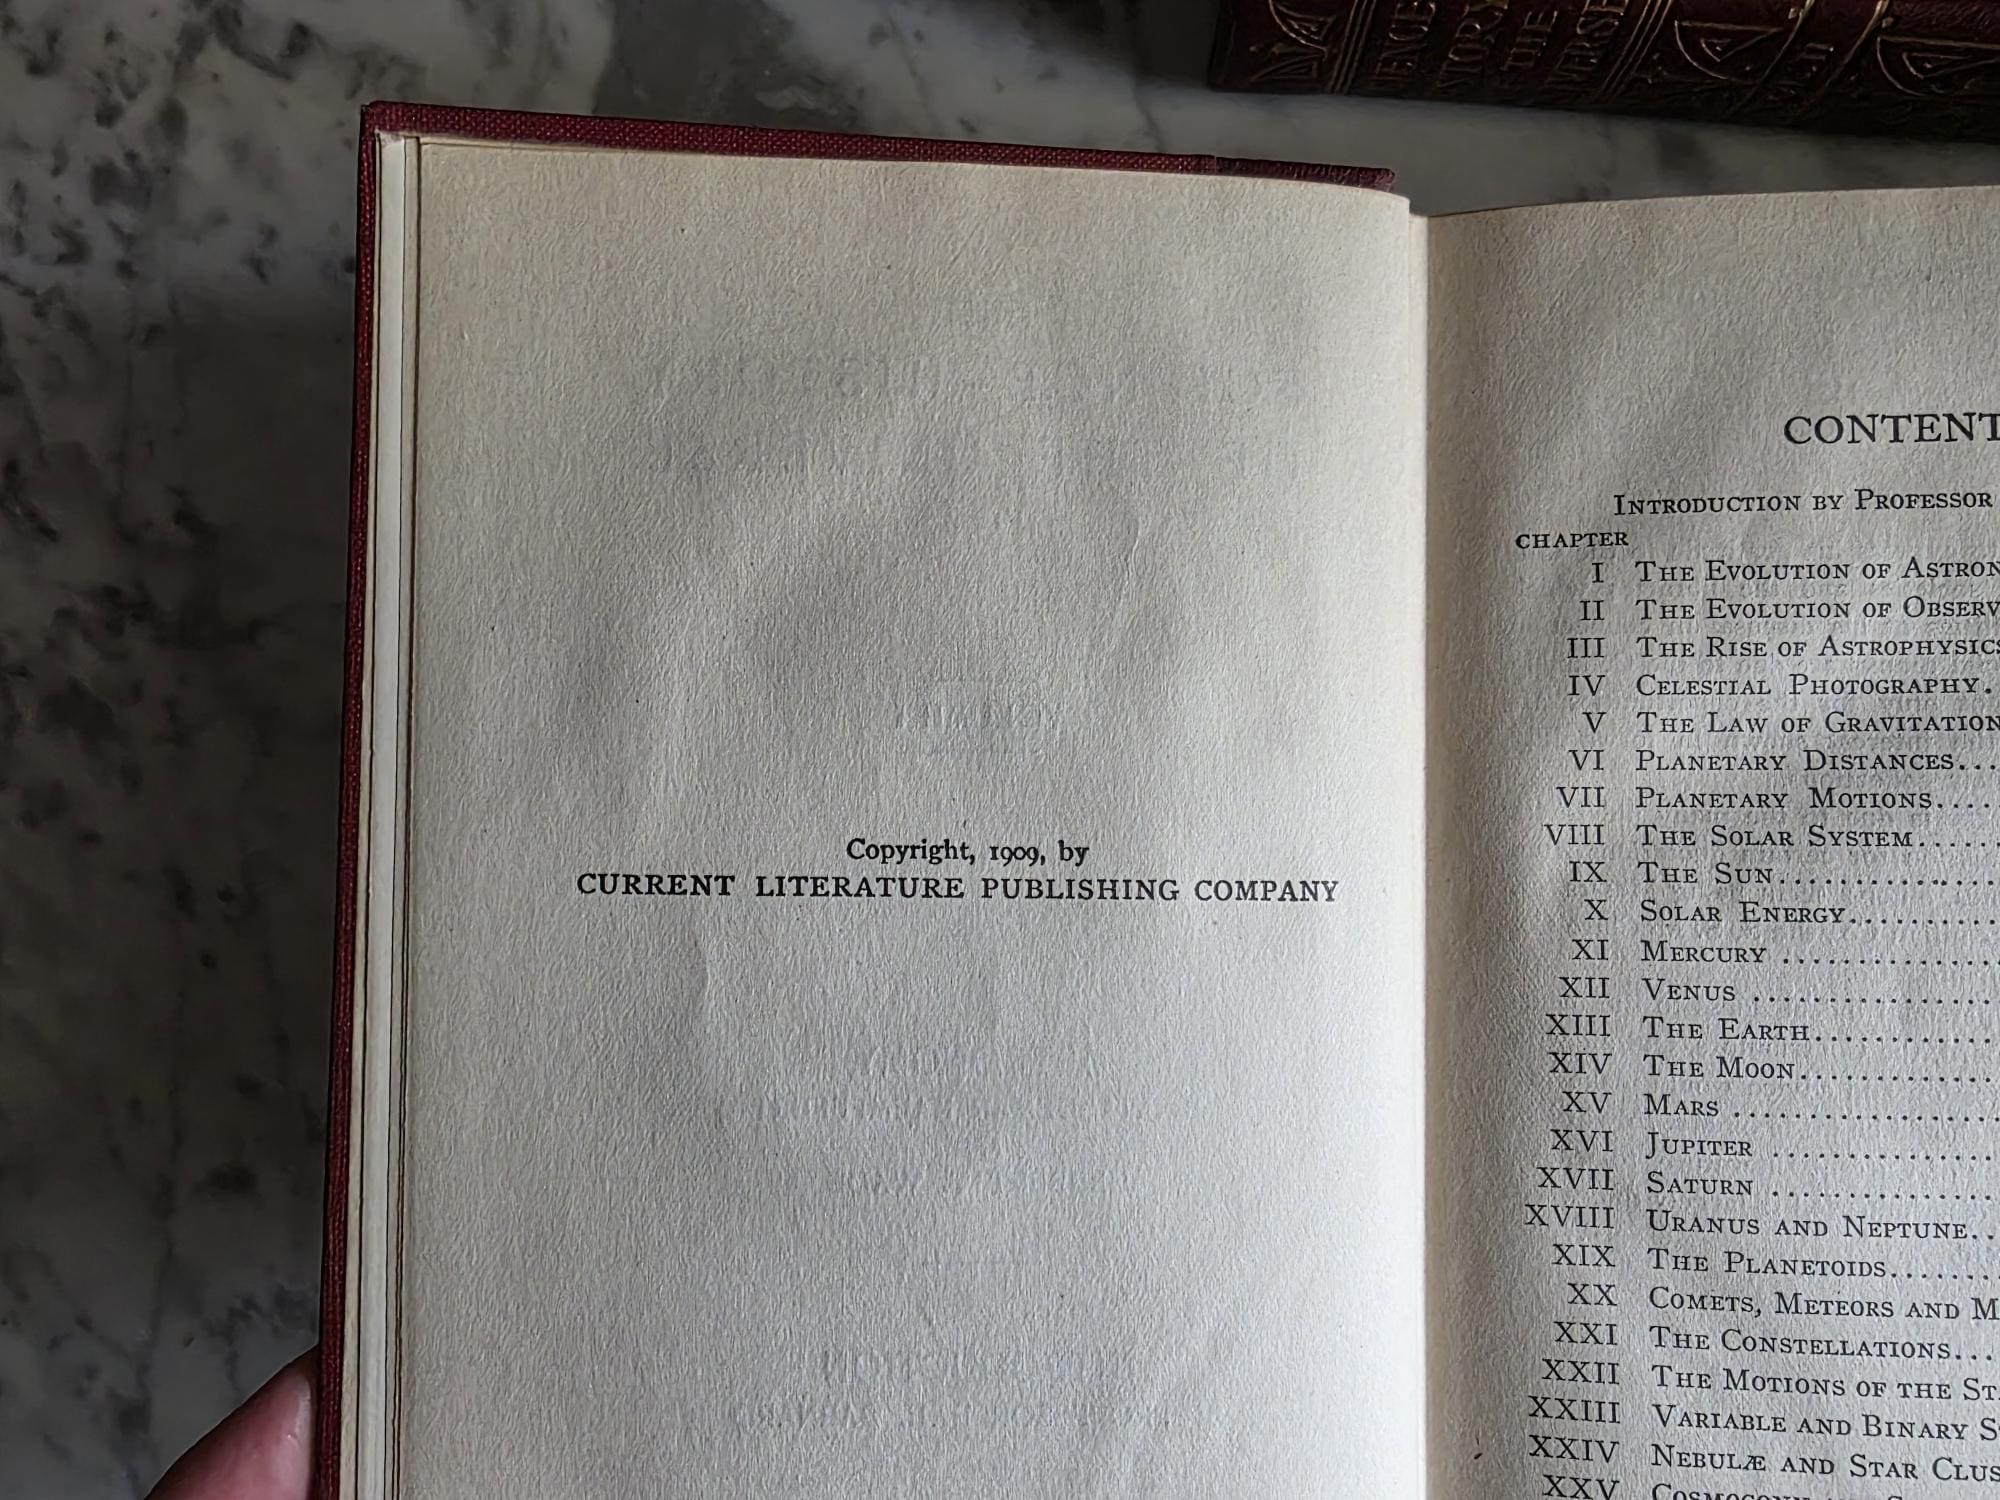 Copyright, 1909, by
CURRENT LITERATURE PUBLISHING COMPANY
CONTENT
INTRODUCTION BY PROFESSOR
CHAPTER
I THE EVOLUTION OF ASTRON
II THE EVOLUTION OF OBSERV
III THE RISE OF ASTROPHYSICS
IV CELESTIAL PHOTOGRAPHY.
V THE LAW OF GRAVITATION
VI PLANETARY DISTANCES...
VII PLANETARY MOTIONS....
VIII THE SOLAR SYSTEM......
IX THE SUN............
X SOLAR ENERGY........
XI MERCURY ............
XII VENUS .............
XIII THE EARTH..........
XIV THE MOON...........
XV MARS ..............
XVI JUPITER ............
XVII SATURN ............
XVIII URANUS AND NEPTUNE..
XIX THE PLANETOIDS.......
XX COMETS, METEORS AND M
XXI THE CONSTELLATIONS...
XXII THE MOTIONS OF THE ST
XXIII VARIABLE AND BINARY S
XXIV NEBULÆ AND STAR CLUS
XXV